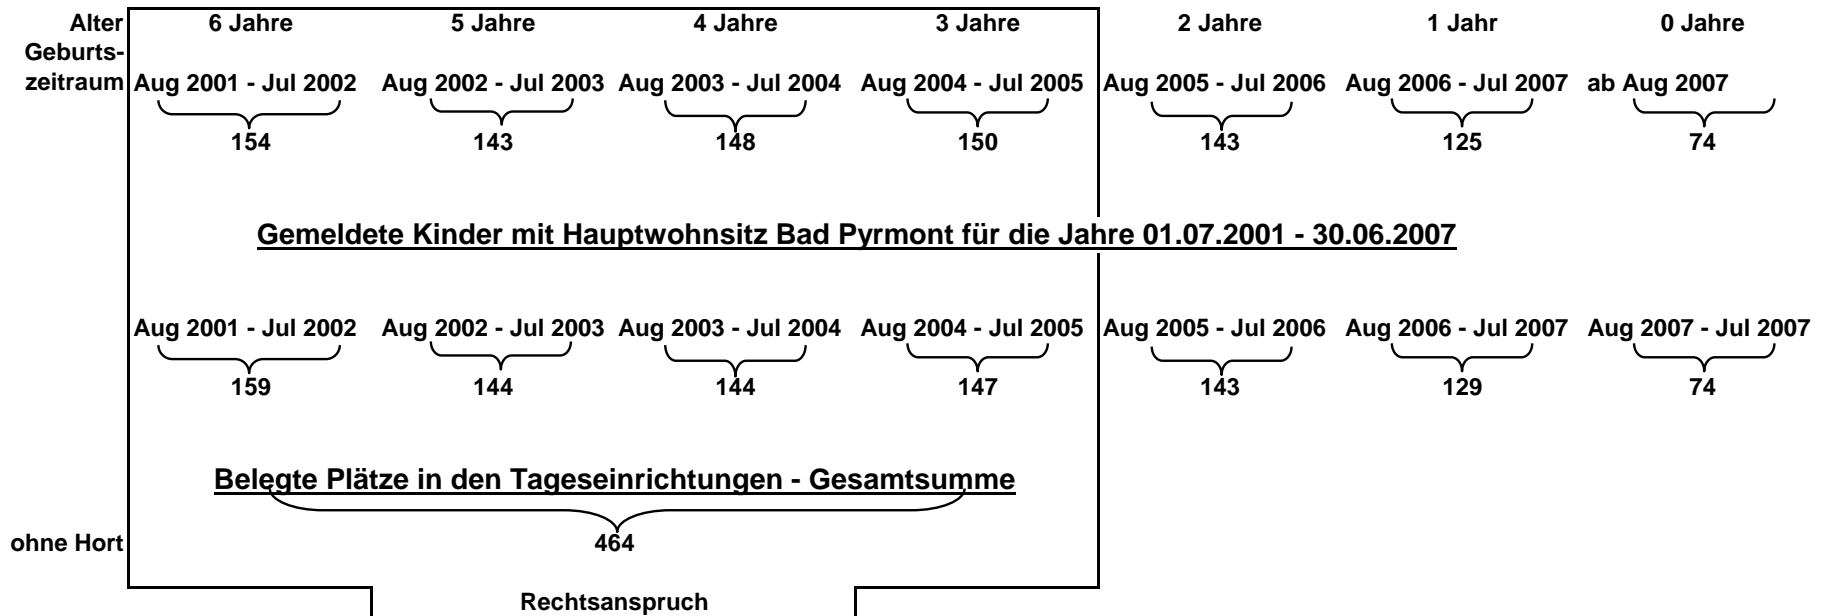 Alter 6 Jahre 5 Jahre 4 Jahre 3 Jahre 2 Jahre 1 Jahr 0 Jahre
Geburts-
zeitraum Aug 2001 - Jul 2002 Aug 2002 - Jul 2003 Aug 2003 - Jul 2004 Aug 2004 - Jul 2005 Aug 2005 - Jul 2006 Aug 2006 - Jul 2007 ab Aug 2007
154 143 148 150 143 125 74
Gemeldete Kinder mit Hauptwohnsitz Bad Pyrmont für die Jahre 01.07.2001 - 30.06.2007
Aug 2001 - Jul 2002 Aug 2002 - Jul 2003 Aug 2003 - Jul 2004 Aug 2004 - Jul 2005 Aug 2005 - Jul 2006 Aug 2006 - Jul 2007 Aug 2007 - Jul 2007
159 144 144 147 143 129 74
Belegte Plätze in den Tageseinrichtungen - Gesamtsumme
ohne Hort 464
Rechtsanspruch